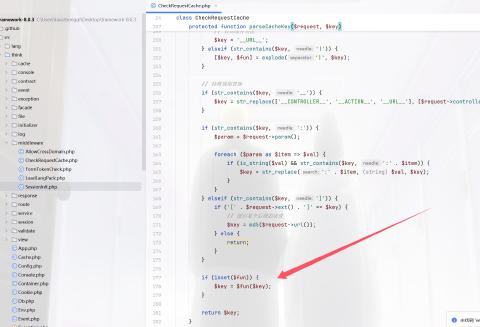 CheckRequestCache.php
framework-8.0.3
.github
src
lang
think
cache
console
contract
event
exception
facade
file
initializer
log
middleware
AllowCrossDomain.php
CheckRequestCache.php
FormTokenCheck.php
LoadLangPack.php
SessionInit.php
response
route
service
session
validate
view
App.php
Cache.php
Config.php
Console.php
Container.php
Cookie.php
Db.php
Env.php
Event.php
class CheckRequestCache
protected function parseCacheKey($request, $key)
$key = '__URL__';
} elseif (str_contains($key, '|')) {
[$key, $fun] = explode('|', $key);
}
if (str_contains($key, needle: '__')) {
$key = str_replace(['__CONTROLLER__', '__ACTION__', '__URL__'], [$request->controller
}
if (str_contains($key, needle: ':')) {
$param = $request->param();
foreach ($param as $item => $val) {
if (is_string($val) && str_contains($key, needle: ':' . $item)) {
$key = str_replace(search: ':' . $item, (string) $val, $key);
}
}
} elseif (str_contains($key, needle: ']')) {
if ('[' . $request->ext() . ']' == $key) {
$key = md5($request->url());
} else {
return;
}
}
if (isset($fun)) {
$key = $fun($key);
}
return $key;
}